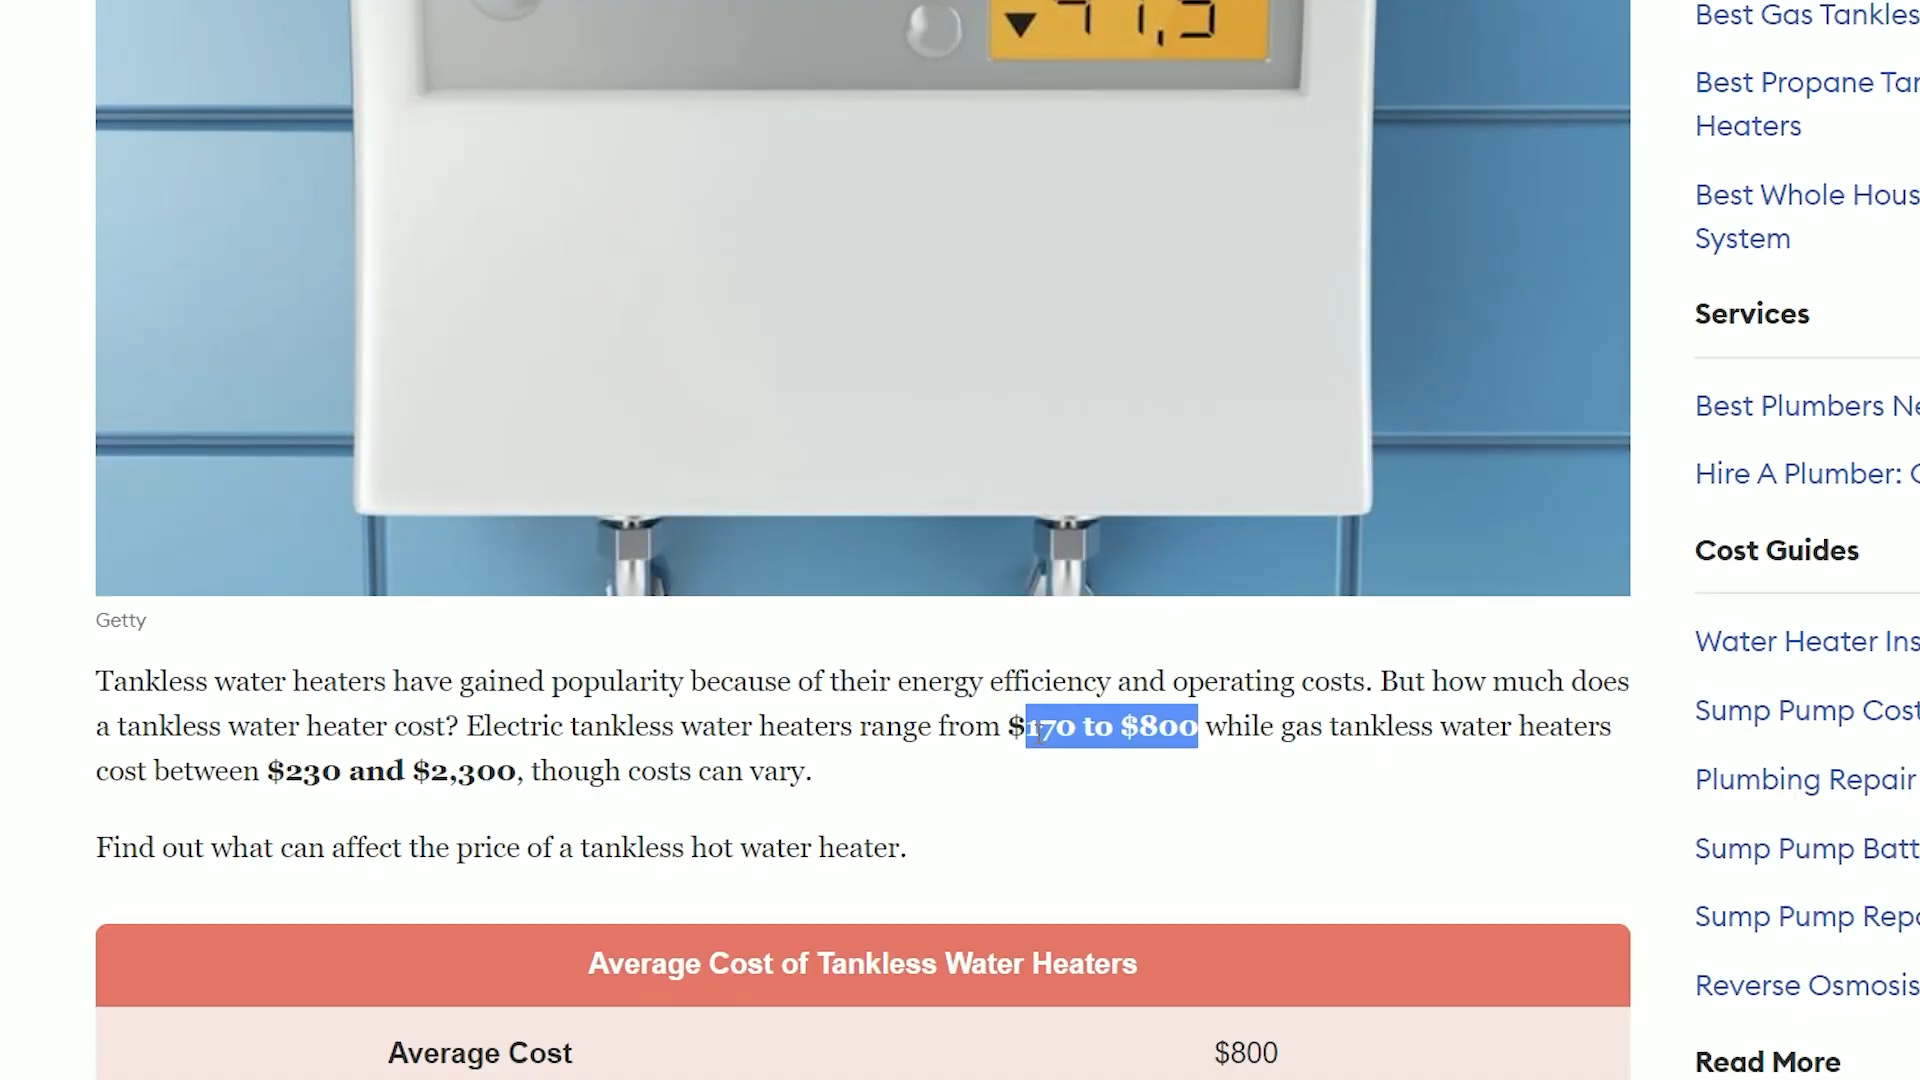 Best Gas Tankles
Best Propane Tan
Heaters
Best Whole Hous
System
Services
Best Plumbers Ne
Hire A Plumber:
Cost Guides
Water Heater Ins
Sump Pump Cost
Plumbing Repair
Sump Pump Batt
Sump Pump Repa
Reverse Osmosis
Read More
Getty
Tankless water heaters have gained popularity because of their energy efficiency and operating costs. But how much does
a tankless water heater cost? Electric tankless water heaters range from $170 to $800 while gas tankless water heaters
cost between $230 and $2,300, though costs can vary.
Find out what can affect the price of a tankless hot water heater.
Average Cost of Tankless Water Heaters
Average Cost $800